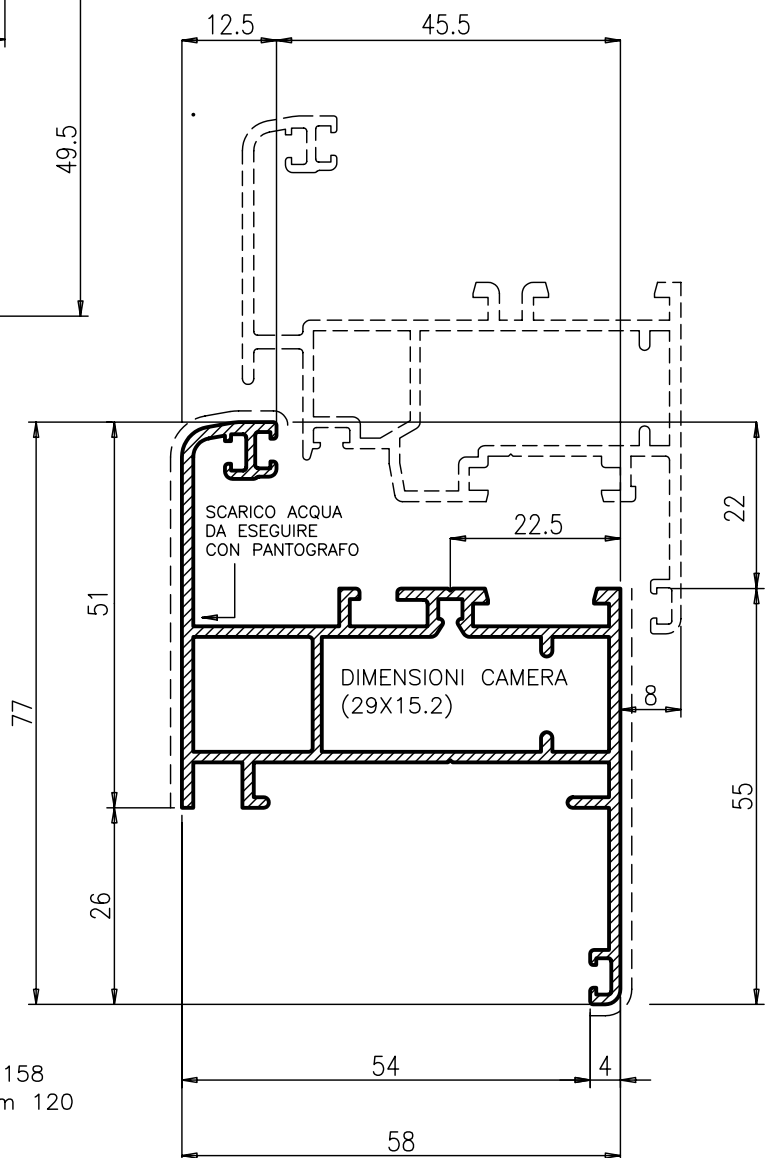 12.5
45.5
49.5
SCARICO ACQUA
DA ESEGUIRE
CON PANTOGRAFO
22.5
22
51
77
DIMENSIONI CAMERA
(29X15.2)
8
55
26
158
m 120
54
4
58